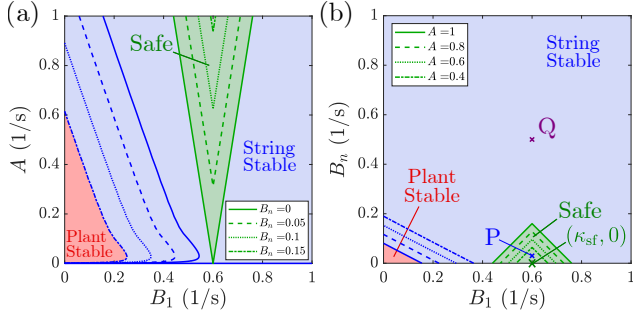 (a)
Safe
String
Stable
Plant
Stable
B_n =0
B_n =0.05
B_n =0.1
B_n =0.15
A (1/s)
1
0.8
0.6
0.4
0.2
0
0 0.2 0.4 0.6 0.8 1
B_1 (1/s)
(b)
A =1
A =0.8
A =0.6
A =0.4
String
Stable
Q
Plant
Stable
Safe
P
(κ_sf, 0)
B_n (1/s)
1
0.8
0.6
0.4
0.2
0
0 0.2 0.4 0.6 0.8 1
B_1 (1/s)